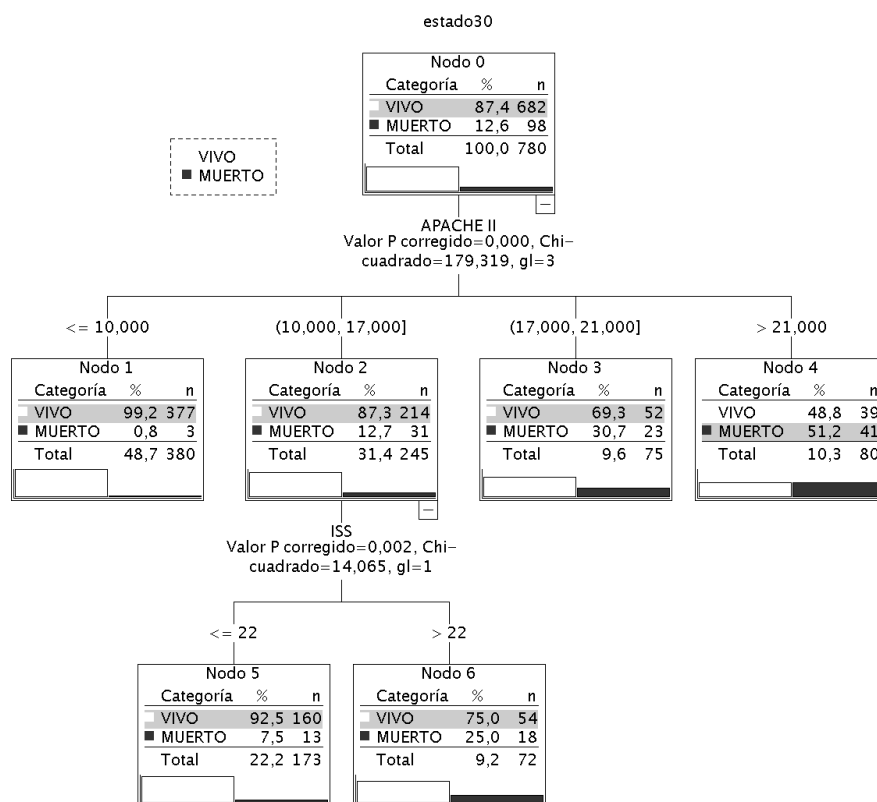 estado30
Nodo 0
Categoría % n
VIVO 87,4 682
MUERTO 12,6 98
Total 100,0 780
VIVO
MUERTO
APACHE II
Valor P corregido=0,000, Chi-
cuadrado=179,319, gl=3
<= 10,000
(10,000, 17,000]
(17,000, 21,000]
> 21,000
Nodo 1
Categoría % n
VIVO 99,2 377
MUERTO 0,8 3
Total 48,7 380
Nodo 2
Categoría % n
VIVO 87,3 214
MUERTO 12,7 31
Total 31,4 245
Nodo 3
Categoría % n
VIVO 69,3 52
MUERTO 30,7 23
Total 9,6 75
Nodo 4
Categoría % n
VIVO 48,8 39
MUERTO 51,2 41
Total 10,3 80
ISS
Valor P corregido=0,002, Chi-
cuadrado=14,065, gl=1
<= 22
> 22
Nodo 5
Categoría % n
VIVO 92,5 160
MUERTO 7,5 13
Total 22,2 173
Nodo 6
Categoría % n
VIVO 75,0 54
MUERTO 25,0 18
Total 9,2 72